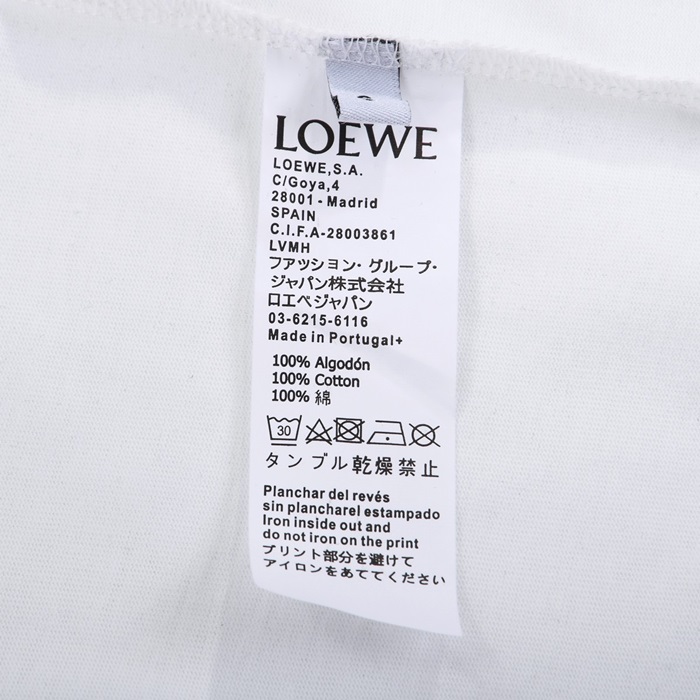 LOEWE
LOEWE,S.A.
C/Goya,4
28001 - Madrid
SPAIN
C.I.F.A-28003861
LVMH
ファッション・グループ・
ジャパン株式会社
ロエベジャパン
03-6215-6116
Made in Portugal+
100% Algodón
100% Cotton
100% 綿
30
タンブル乾燥禁止
Planchar del revés
sin plancharel estampado
Iron inside out and
do not iron on the print
プリント部分を避けて
アイロンをあててください